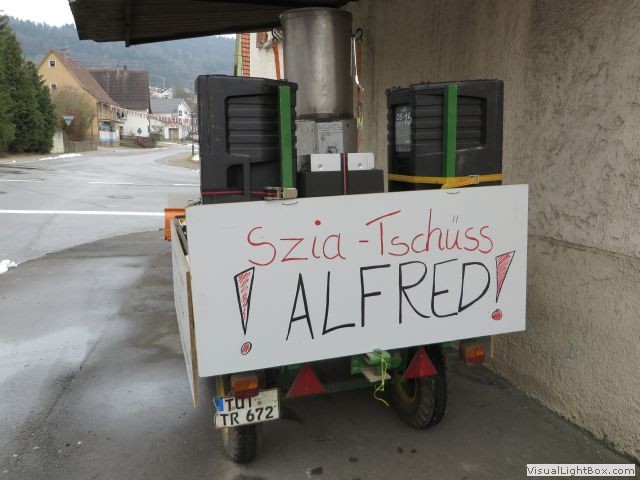 Szia - Tschüss
! ALFRED !
TUT
TR 672
VisualLightBox.com